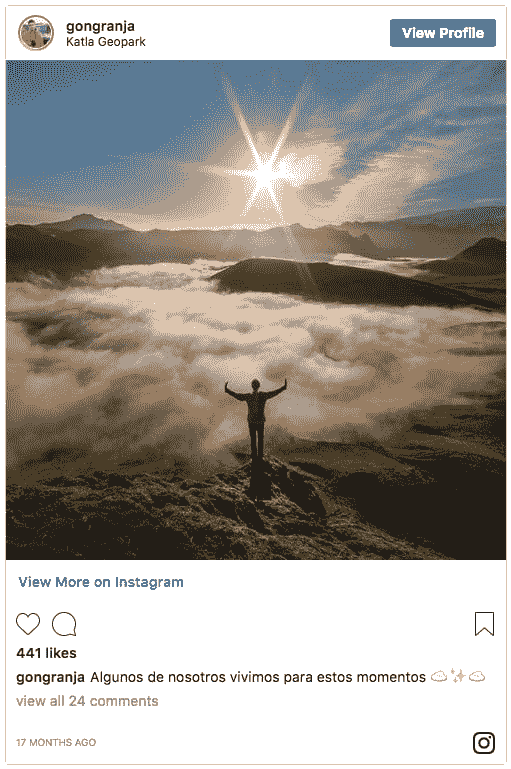 gongranja
Katla Geopark
View Profile
View More on Instagram
441 likes
gongranja Algunos de nosotros vivimos para estos momentos ☁️✨☁️
view all 24 comments
17 MONTHS AGO